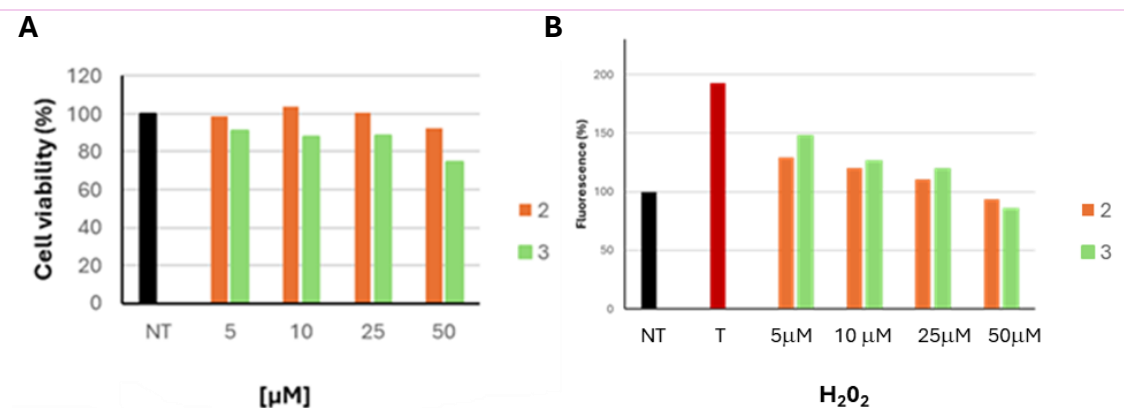 A
Cell viability (%)
120
100
80
60
40
20
0
NT 5 10 25 50
[µM]
2
3
B
Fluorescence(%)
200
150
100
50
0
NT T 5µM 10 µM 25µM 50µM
H₂0₂
2
3